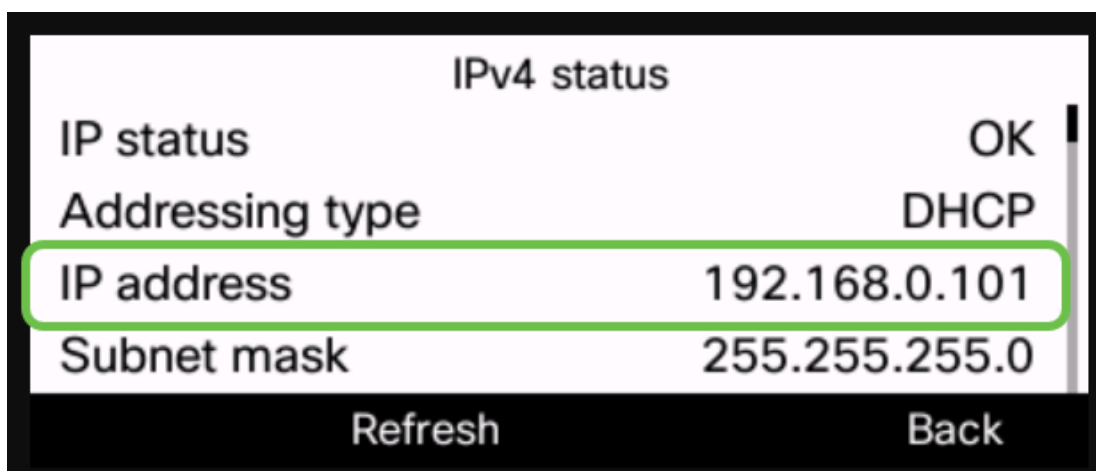 IPv4 status
IP status OK
Addressing type DHCP
IP address 192.168.0.101
Subnet mask 255.255.255.0
Refresh Back